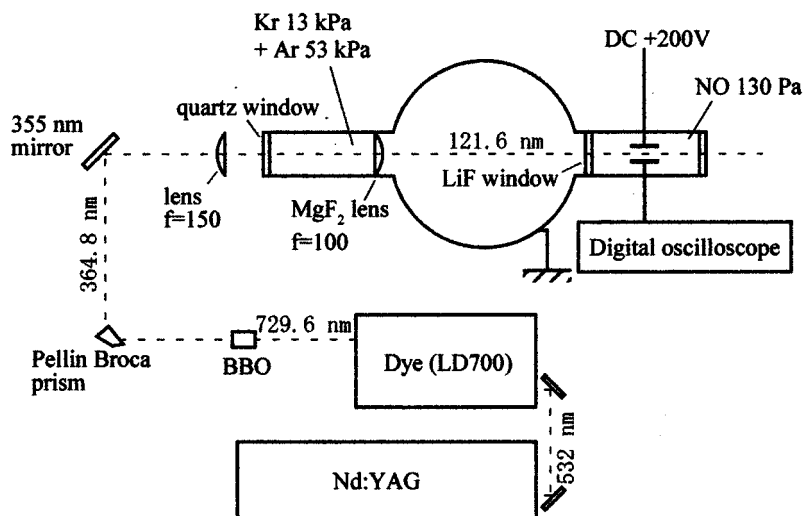 Kr 13 kPa
+ Ar 53 kPa
DC +200V
NO 130 Pa
quartz window
355 nm
mirror
121.6 nm
LiF window
lens
f=150
MgF₂ lens
f=100
Digital oscilloscope
364.8 nm
729.6 nm
Pellin Broca
prism
BBO
Dye (LD700)
532 nm
Nd:YAG